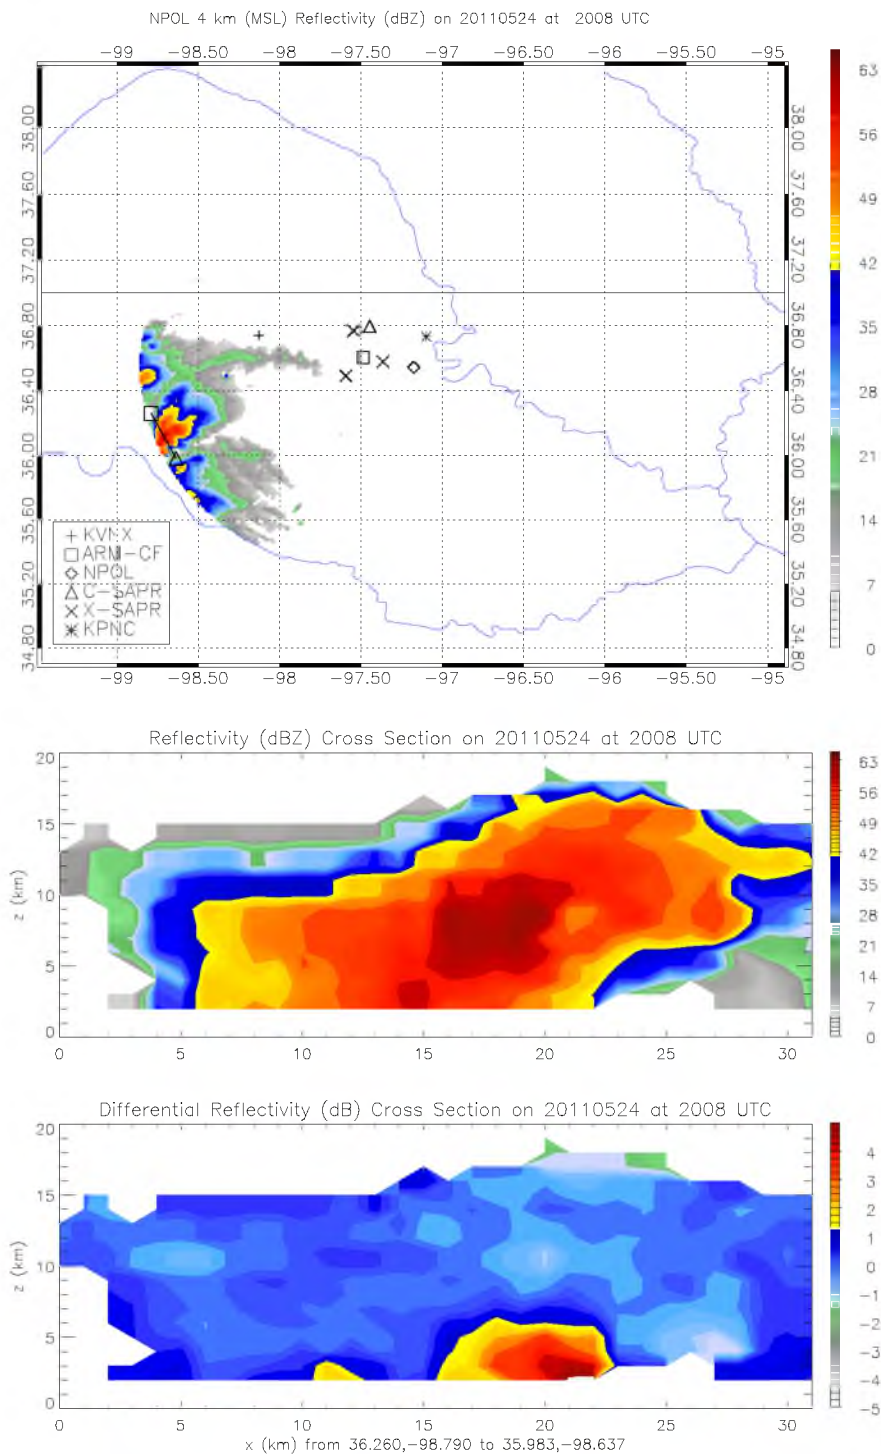 NPOL 4 km (MSL) Reflectivity (dBZ) on 20110524 at 2008 UTC
-99 -98.50 -98 -97.50 -97 -96.50 -96 -95.50 -95
38.00 38.00 63
37.60 37.60 56
49
37.20 37.20 42
36.80 36.80 35
36.40 36.40 28
36.00 36.00 21
35.60 35.60 14
35.20 35.20 7
34.80 34.80 0
KVNX
ARM-CF
NPOL
C-SAPR
X-SAPR
KPNC
-99 -98.50 -98 -97.50 -97 -96.50 -96 -95.50 -95
Reflectivity (dBZ) Cross Section on 20110524 at 2008 UTC
20 63
56
15 49
42
z (km) 10 35
28
21
5 14
7
0 0
0 5 10 15 20 25 30
Differential Reflectivity (dB) Cross Section on 20110524 at 2008 UTC
20
4
3
15 2
1
z (km) 10 0
-1
-2
5 -3
-4
0 -5
0 5 10 15 20 25 30
x (km) from 36.260,-98.790 to 35.983,-98.637